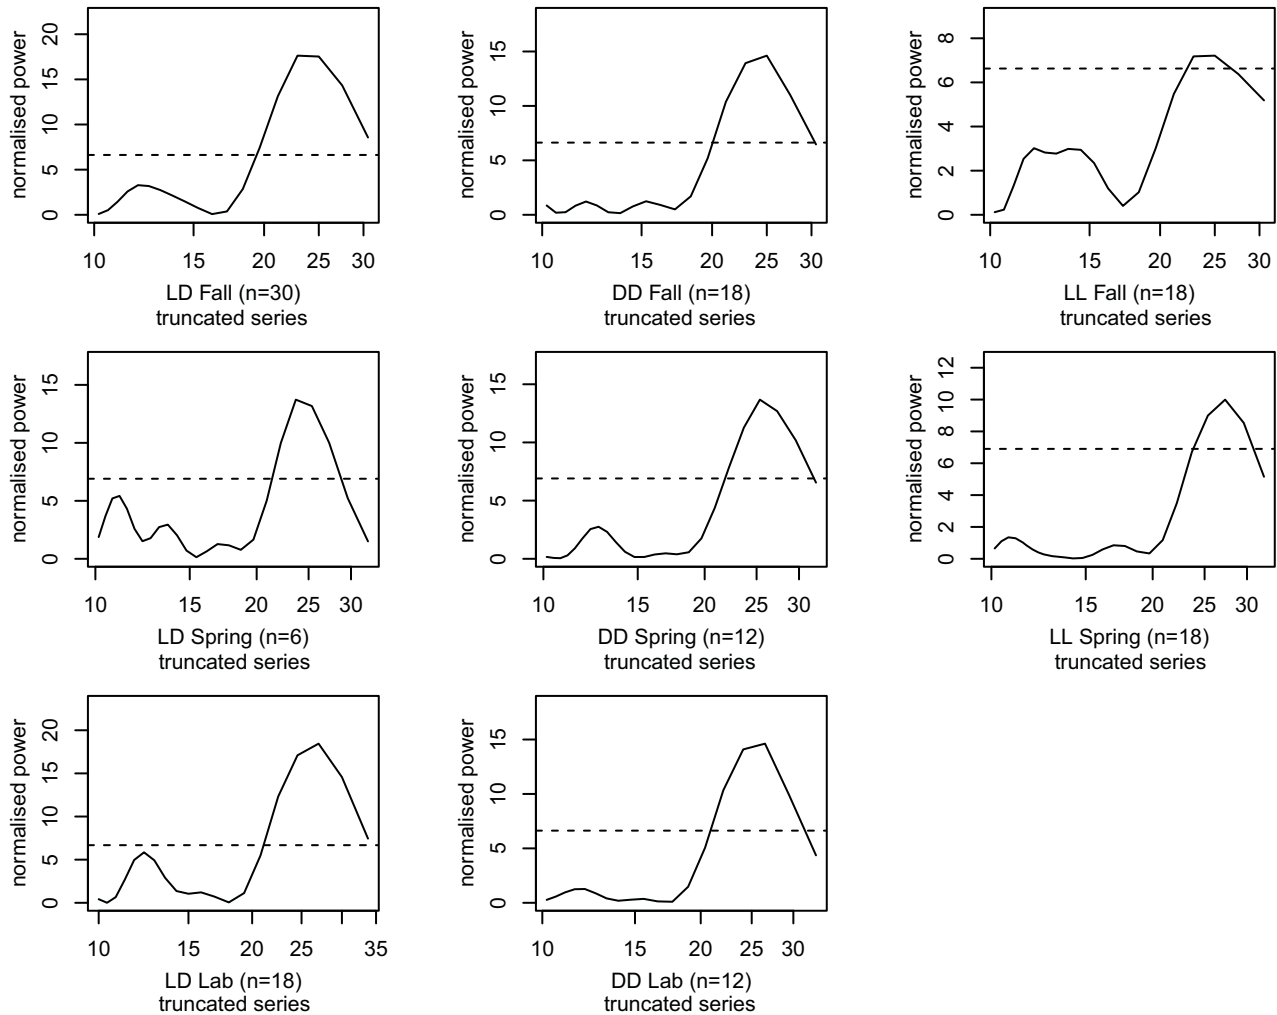 normalised power
20
15
10
5
0
10 15 20 25 30
LD Fall (n=30)
truncated series
normalised power
15
10
5
0
10 15 20 25 30
DD Fall (n=18)
truncated series
normalised power
8
6
4
2
0
10 15 20 25 30
LL Fall (n=18)
truncated series
normalised power
15
10
5
0
10 15 20 25 30
LD Spring (n=6)
truncated series
normalised power
15
10
5
0
10 15 20 25 30
DD Spring (n=12)
truncated series
normalised power
12
10
8
6
4
2
0
10 15 20 25 30
LL Spring (n=18)
truncated series
normalised power
20
15
10
5
0
10 15 20 25 35
LD Lab (n=18)
truncated series
normalised power
15
10
5
0
10 15 20 25 30
DD Lab (n=12)
truncated series